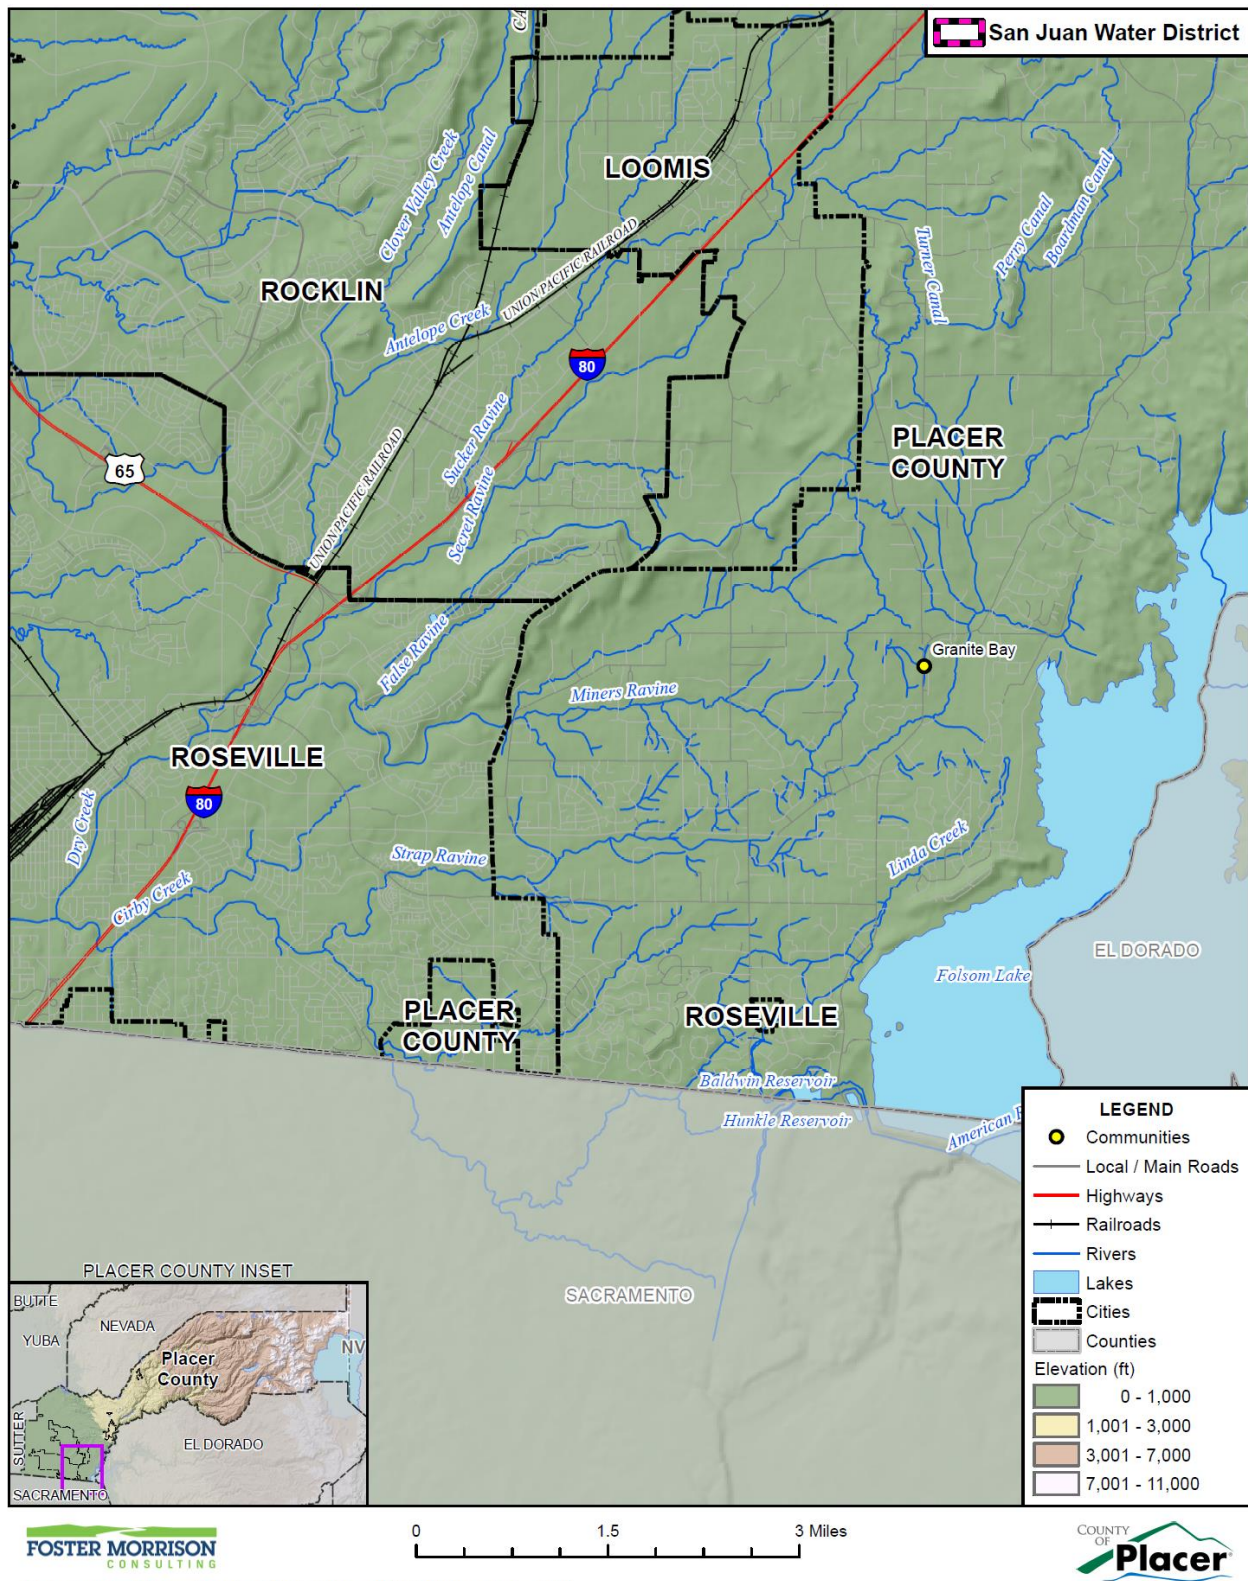 San Juan Water District
CA
LOOMIS
Clover Valley Creek
Antelope Canal
Turner Canal
Perry Canal
Boardman Canal
ROCKLIN
UNION PACIFIC RAILROAD
Antelope Creek
80
Sucker Ravine
Secret Ravine
PLACER
COUNTY
65
UNION PACIFIC RAILROAD
False Ravine
Granite Bay
Miners Ravine
ROSEVILLE
80
Dry Creek
Strap Ravine
Linda Creek
Cirby Creek
EL DORADO
Folsom Lake
PLACER
COUNTY
ROSEVILLE
Baldwin Reservoir
Hunkle Reservoir
American
SACRAMENTO
LEGEND
Communities
Local / Main Roads
Highways
Railroads
Rivers
Lakes
Cities
Counties
Elevation (ft)
0 - 1,000
1,001 - 3,000
3,001 - 7,000
7,001 - 11,000
PLACER COUNTY INSET
BUTTE
YUBA
NEVADA
NV
Placer
County
SUTTER
EL DORADO
SACRAMENTO
FOSTER MORRISON
CONSULTING
0 1.5 3 Miles
COUNTY
OF
Placer